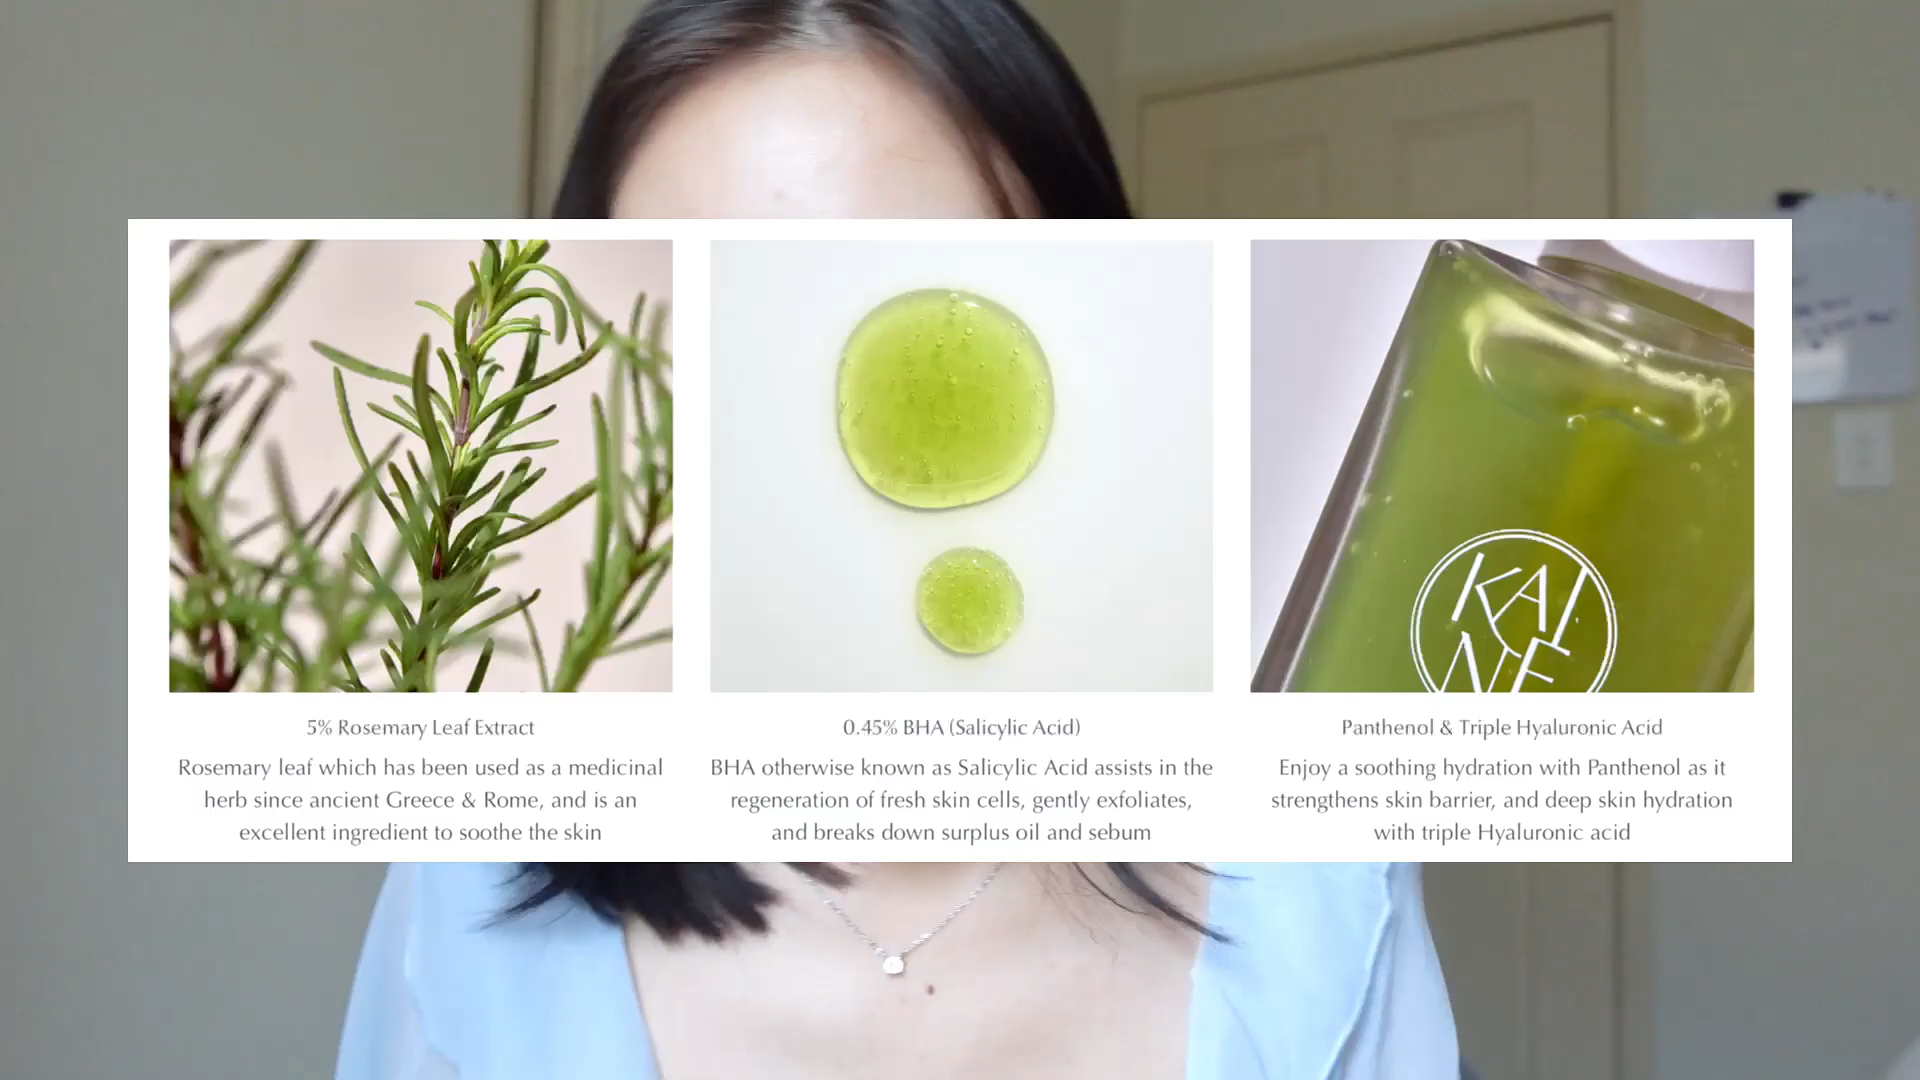 KAI
NE
5% Rosemary Leaf Extract
Rosemary leaf which has been used as a medicinal
herb since ancient Greece & Rome, and is an
excellent ingredient to soothe the skin
0.45% BHA (Salicylic Acid)
BHA otherwise known as Salicylic Acid assists in the
regeneration of fresh skin cells, gently exfoliates,
and breaks down surplus oil and sebum
Panthenol & Triple Hyaluronic Acid
Enjoy a soothing hydration with Panthenol as it
strengthens skin barrier, and deep skin hydration
with triple Hyaluronic acid